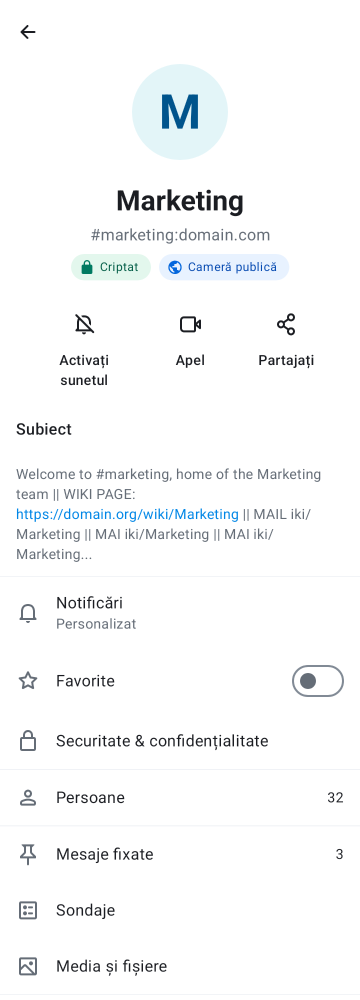 M
Marketing
#marketing:domain.com
Criptat
Cameră publică
Activați
sunetul
Apel
Partajați
Subiect
Welcome to #marketing, home of the Marketing
team || WIKI PAGE:
https://domain.org/wiki/Marketing || MAIL iki/
Marketing || MAI iki/Marketing || MAI iki/
Marketing...
Notificări
Personalizat
Favorite
Securitate & confidențialitate
Persoane 32
Mesaje fixate 3
Sondaje
Media și fișiere